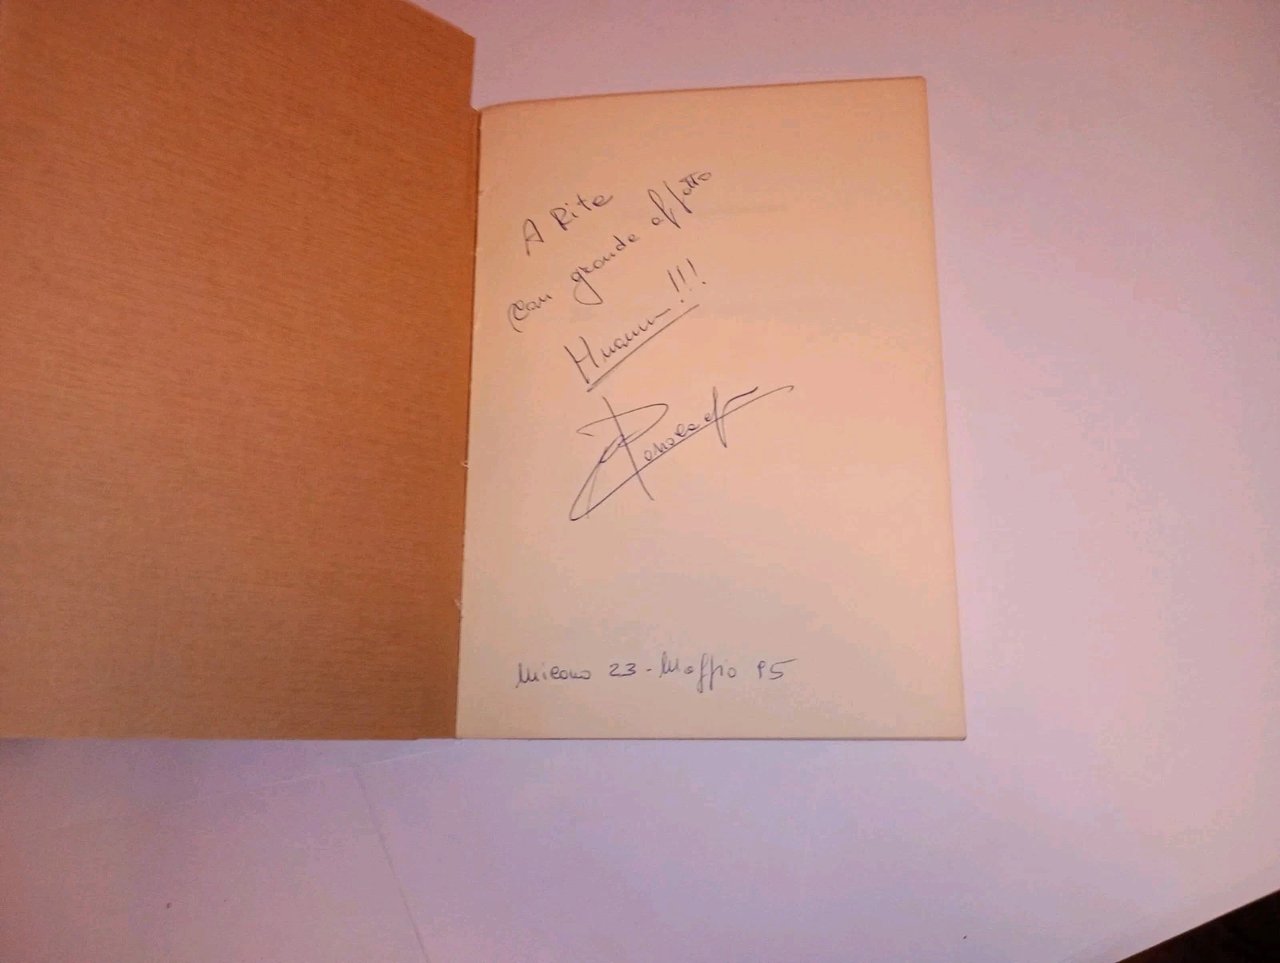 A Rita
Con grande affetto
Milano 23 - Maggio 95